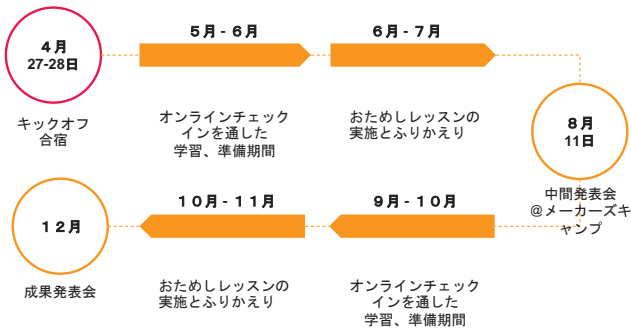 ４月
27-28日
キックオフ
合宿
５月 - ６月
オンラインチェック
インを通した
学習、準備期間
６月 - ７月
おためしレッスンの
実施とふりかえり
８月
11日
中間発表会
＠メーカーズキ
ャンプ
９月 - １０月
オンラインチェック
インを通した
学習、準備期間
１０月 - １１月
おためしレッスンの
実施とふりかえり
１２月
成果発表会